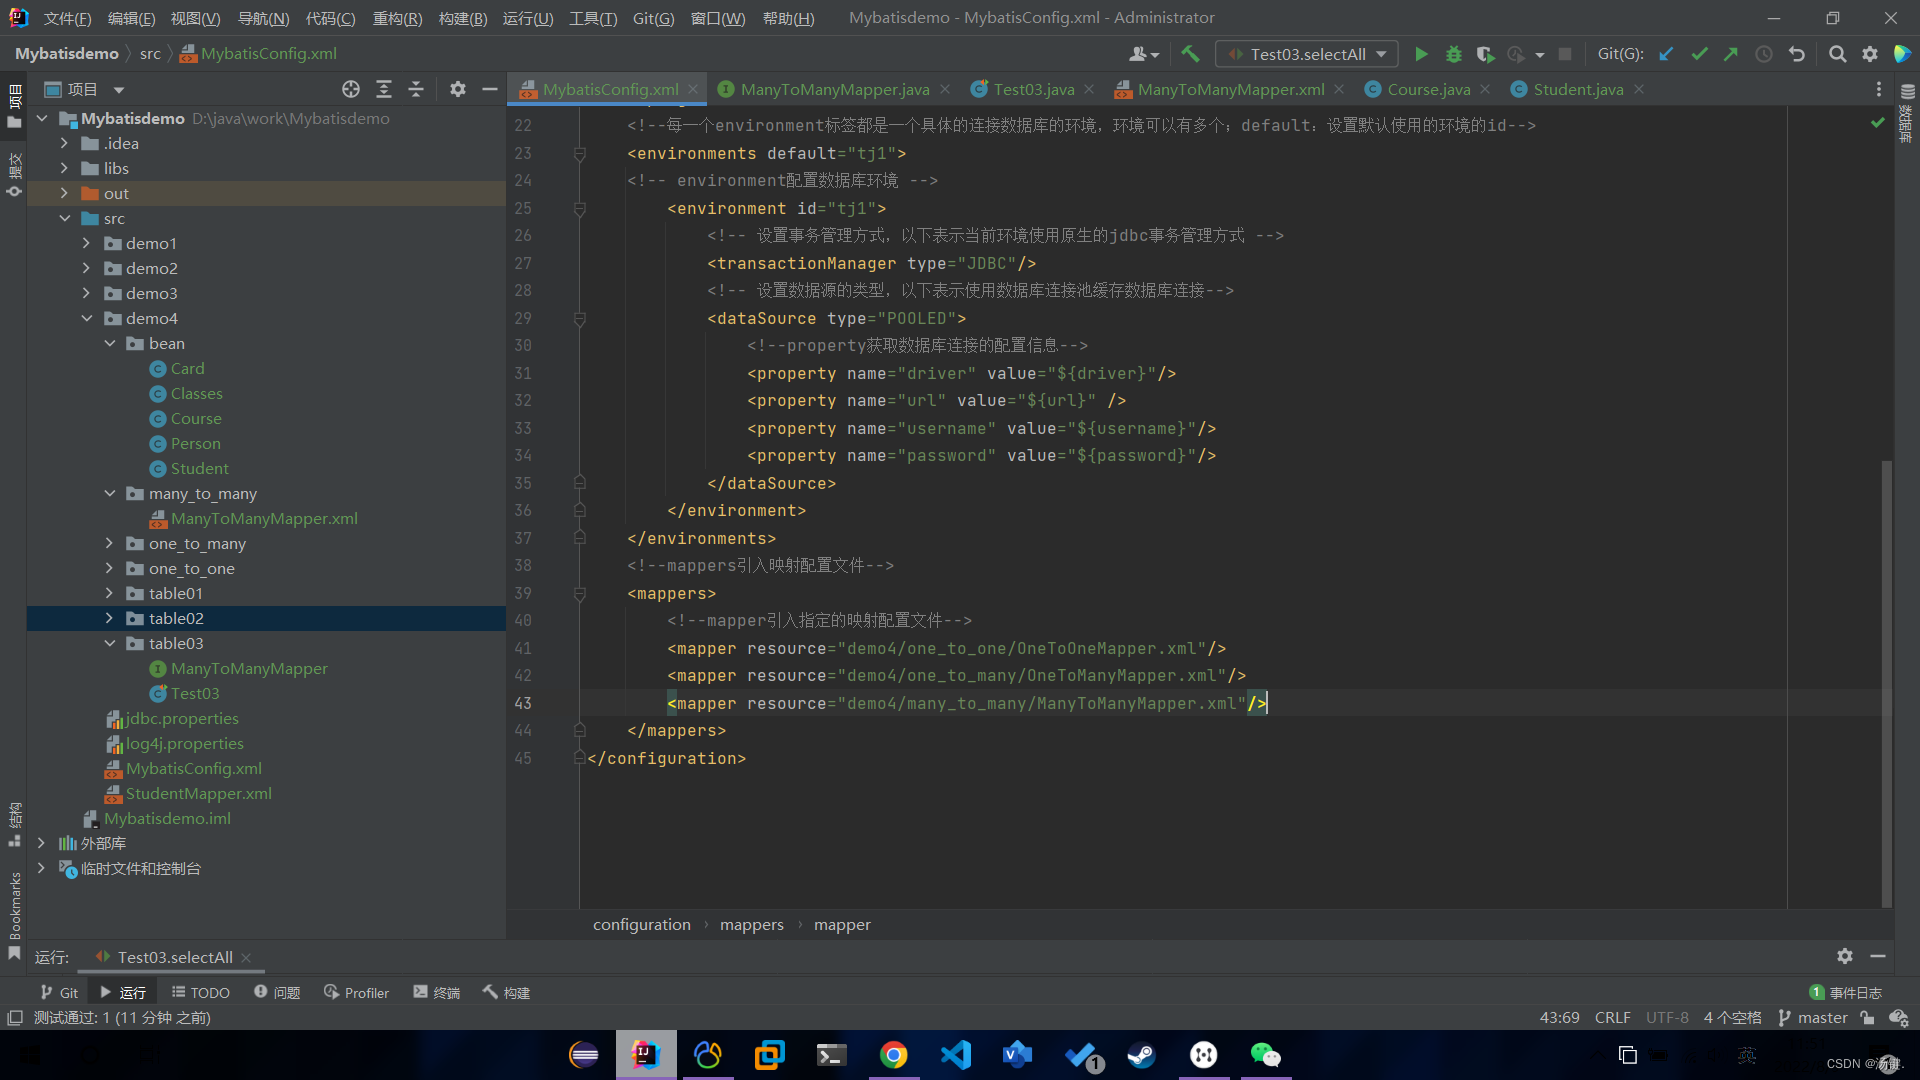 文件(F) 编辑(E) 视图(V) 导航(N) 代码(C) 重构(R) 构建(B) 运行(U) 工具(T) Git(G) 窗口(W) 帮助(H) Mybatisdemo - MybatisConfig.xml - Administrator
Mybatisdemo src MybatisConfig.xml Test03.selectAll Git(G):
项目 MybatisConfig.xml ManyToManyMapper.java Test03.java ManyToManyMapper.xml Course.java Student.java
项目
提交
结构
Bookmarks
数据库
Mybatisdemo D:\java\work\Mybatisdemo
.idea
libs
out
src
demo1
demo2
demo3
demo4
bean
Card
Classes
Course
Person
Student
many_to_many
ManyToManyMapper.xml
one_to_many
one_to_one
table01
table02
table03
ManyToManyMapper
Test03
jdbc.properties
log4j.properties
MybatisConfig.xml
StudentMapper.xml
Mybatisdemo.iml
外部库
临时文件和控制台
22 <!--每一个environment标签都是一个具体的连接数据库的环境，环境可以有多个；default：设置默认使用的环境的id-->
23 <environments default="tj1">
24 <!-- environment配置数据库环境 -->
25 <environment id="tj1">
26 <!-- 设置事务管理方式，以下表示当前环境使用原生的jdbc事务管理方式 -->
27 <transactionManager type="JDBC"/>
28 <!-- 设置数据源的类型，以下表示使用数据库连接池缓存数据库连接-->
29 <dataSource type="POOLED">
30 <!--property获取数据库连接的配置信息-->
31 <property name="driver" value="${driver}"/>
32 <property name="url" value="${url}" />
33 <property name="username" value="${username}"/>
34 <property name="password" value="${password}"/>
35 </dataSource>
36 </environment>
37 </environments>
38 <!--mappers引入映射配置文件-->
39 <mappers>
40 <!--mapper引入指定的映射配置文件-->
41 <mapper resource="demo4/one_to_one/OneToOneMapper.xml"/>
42 <mapper resource="demo4/one_to_many/OneToManyMapper.xml"/>
43 <mapper resource="demo4/many_to_many/ManyToManyMapper.xml"/>
44 </mappers>
45 </configuration>
configuration › mappers › mapper
运行: Test03.selectAll
Git 运行 TODO 问题 Profiler 终端 构建 1 事件日志
测试通过: 1 (11 分钟 之前) 43:69 CRLF UTF-8 4 个空格 master
1 英
CSDN @汤键.